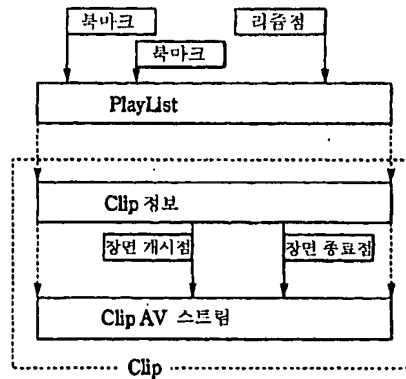 북마크
리쥼점
북마크
PlayList
Clip 정보
장면 개시점
장면 종료점
Clip AV 스트림
Clip